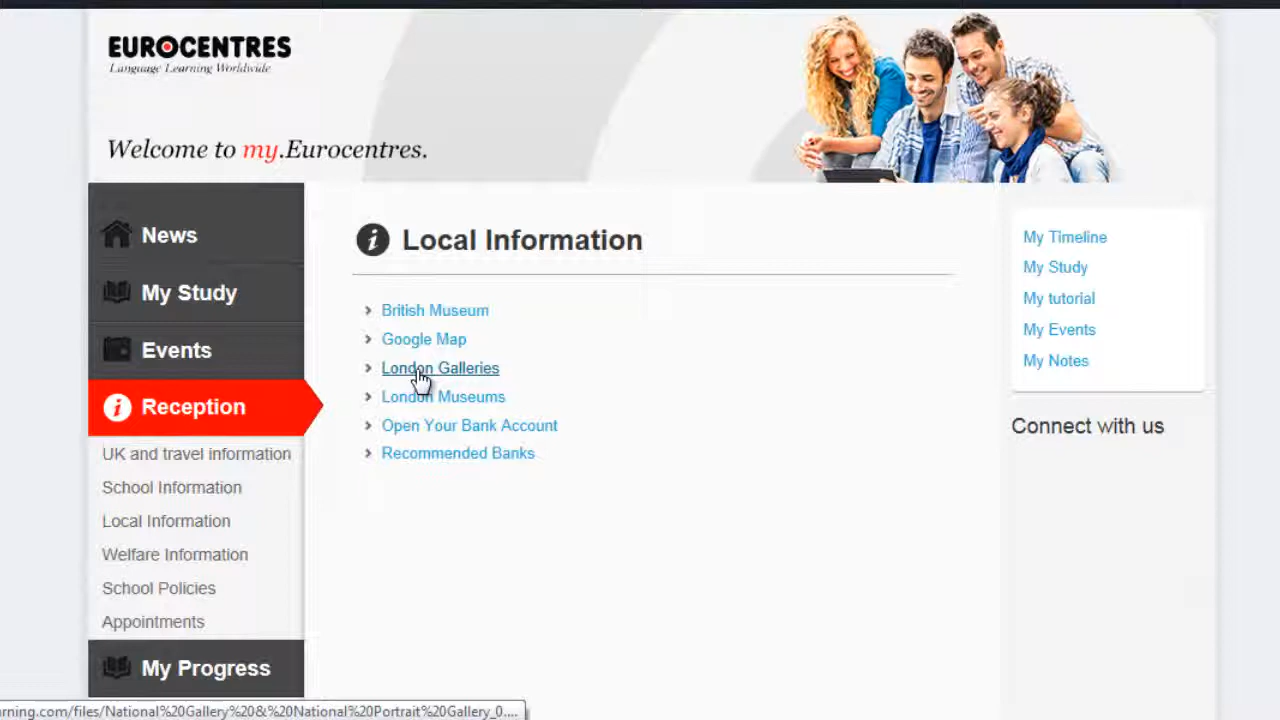 EUROCENTRES
Language Learning Worldwide
Welcome to my.Eurocentres.
News
My Study
Events
Reception
UK and travel information
School Information
Local Information
Welfare Information
School Policies
Appointments
My Progress
Local Information
British Museum
Google Map
London Galleries
London Museums
Open Your Bank Account
Recommended Banks
My Timeline
My Study
My tutorial
My Events
My Notes
Connect with us
rning.com/files/National%20Gallery%20&%20National%20Portrait%20Gallery_0....